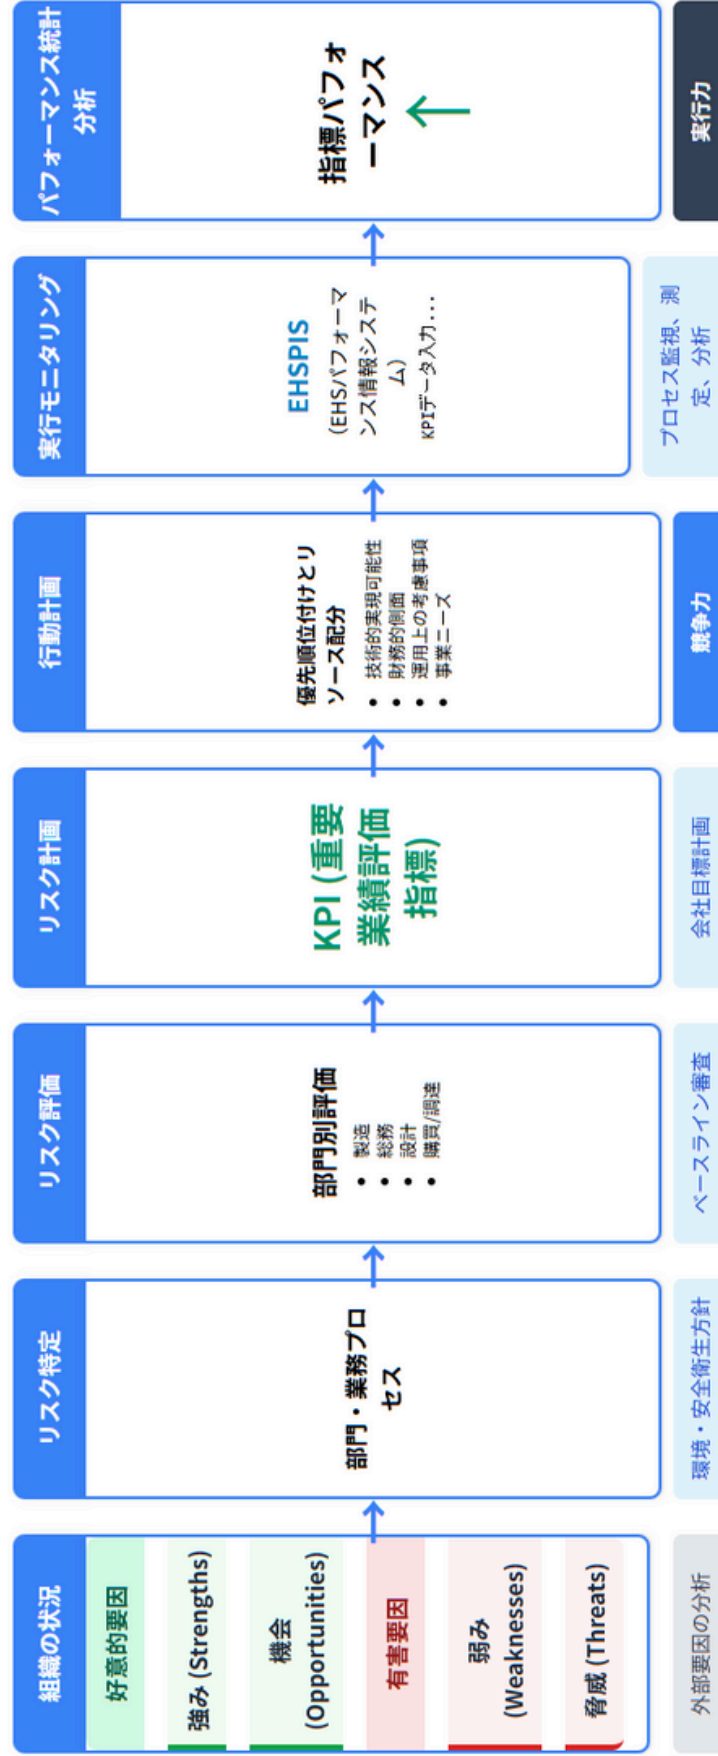 組織の状況
好意的要因
強み (Strengths)
機会
(Opportunities)
有害要因
弱み
(Weaknesses)
脅威 (Threats)
外部要因の分析
リスク特定
部門・業務プロ
セス
環境・安全衛生方針
リスク評価
部門別評価
• 製造
• 総務
• 設計
• 購買/調達
ベースライン審査
リスク計画
KPI (重要
業績評価
指標)
会社目標計画
行動計画
優先順位付けとリ
ソース配分
• 技術的実現可能性
• 財務的側面
• 運用上の考慮事項
• 事業ニーズ
競争力
実行モニタリング
EHSPIS
(EHSパフォーマ
ンス情報システ
ム)
KPIデータ入力...
プロセス監視、測
定、分析
パフォーマンス統計
分析
指標パフォ
ーマンス
↑
実行力